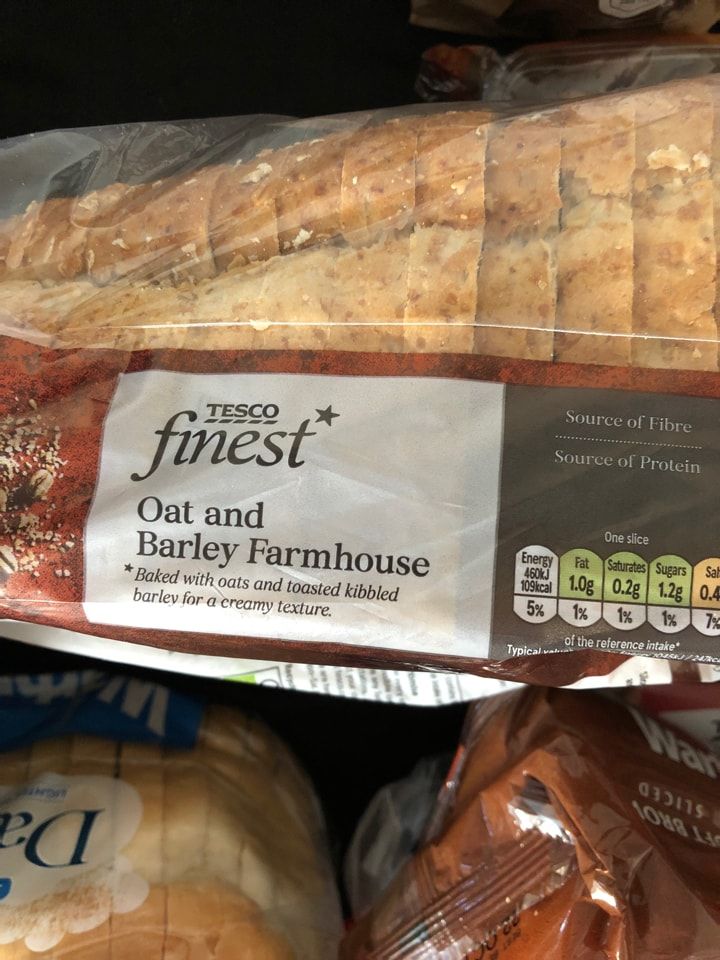 TESCO
finest*
Oat and
Barley Farmhouse
*Baked with oats and toasted kibbled
barley for a creamy texture.
Source of Fibre
Source of Protein
One slice
Energy
460kJ
109kcal
5%
Fat
1.0g
1%
Saturates
0.2g
1%
Sugars
1.2g
1%
of the reference intake*
SLICED